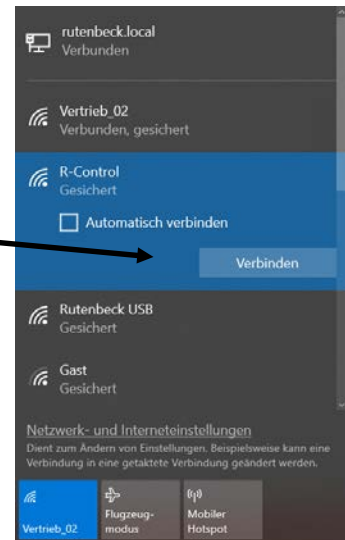 rutenbeck.local
Verbunden
Vertrieb_02
Verbunden, gesichert
R-Control
Gesichert
Automatisch verbinden
Verbinden
Rutenbeck USB
Gesichert
Gast
Gesichert
Netzwerk- und Interneteinstellungen
Dient zum Ändern von Einstellungen. Beispielsweise kann eine
Verbindung in eine getaktete Verbindung geändert werden.
Vertrieb_02
Flugzeug-
modus
Mobiler
Hotspot